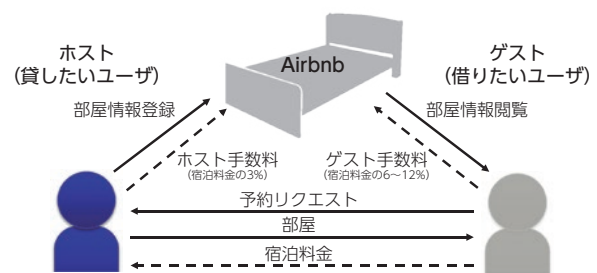 ホスト
(貸したいユーザ)
Airbnb
ゲスト
(借りたいユーザ)
部屋情報登録
部屋情報閲覧
ホスト手数料
(宿泊料金の3%)
ゲスト手数料
(宿泊料金の6～12%)
予約リクエスト
部屋
宿泊料金